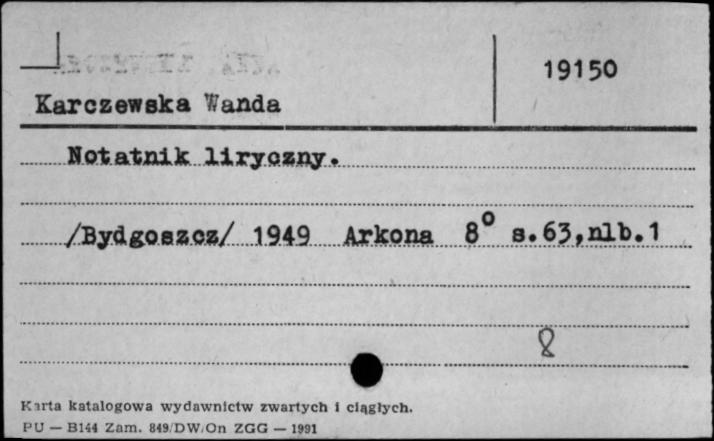 19150
Karczewska Wanda
Notatnik liryczny.
/Bydgoszcz/ 1949 Arkona 8° s.63,nlb.1
8
Karta katalogowa wydawnictw zwartych i ciągłych.
PU — B144 Zam. 849/DW/On ZGG — 1991